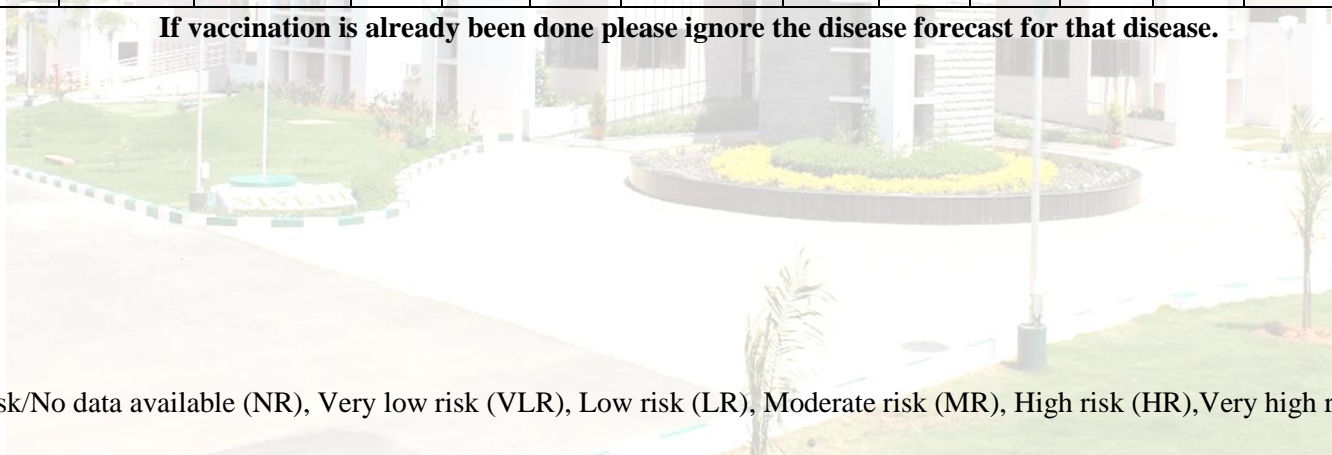 If vaccination is already been done please ignore the disease forecast for that disease.
NIVEDI
sk/No data available (NR), Very low risk (VLR), Low risk (LR), Moderate risk (MR), High risk (HR),Very high r